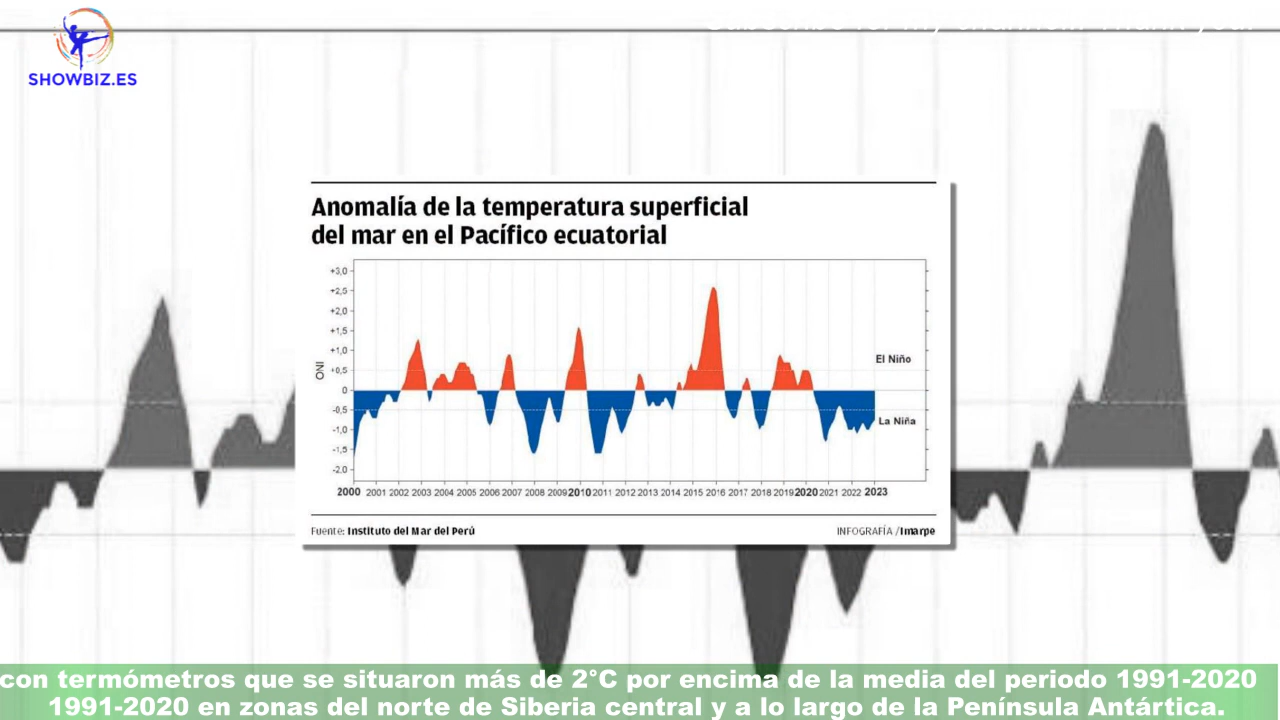 SHOWBIZ.ES
Anomalía de la temperatura superficial
del mar en el Pacífico ecuatorial
+3,0
+2,5
+2,0
+1,5
+1,0
+0,5
0
-0,5
-1,0
-1,5
-2.0
ONI
El Niño
La Niña
2000 2001 2002 2003 2004 2005 2006 2007 2008 2009 2010 2011 2012 2013 2014 2015 2016 2017 2018 2019 2020 2021 2022 2023
Fuente: Instituto del Mar del Perú
INFOGRAFÍA / Imarpe
con termómetros que se situaron más de 2°C por encima de la media del periodo 1991-2020
1991-2020 en zonas del norte de Siberia central y a lo largo de la Península Antártica.